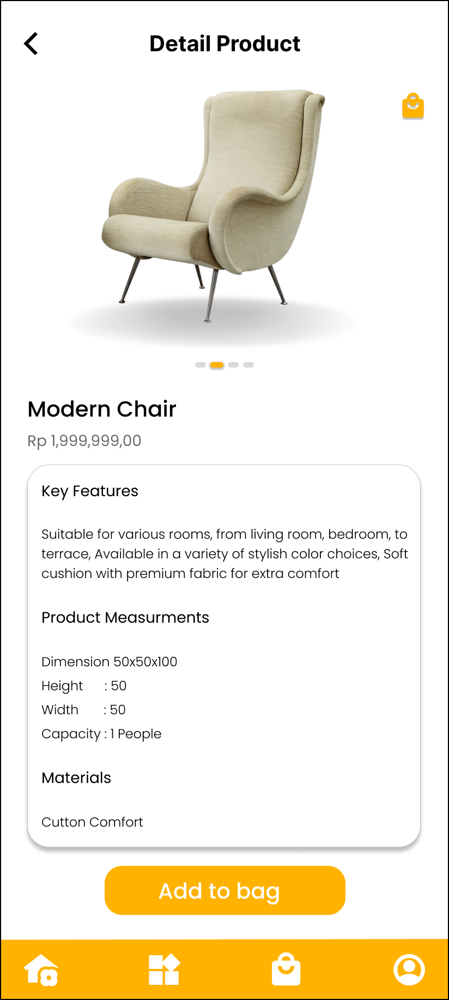 Detail Product
Modern Chair
Rp 1,999,999,00
Key Features
Suitable for various rooms, from living room, bedroom, to
terrace, Available in a variety of stylish color choices, Soft
cushion with premium fabric for extra comfort
Product Measurments
Dimension 50x50x100
Height : 50
Width : 50
Capacity : 1 People
Materials
Cutton Comfort
Add to bag